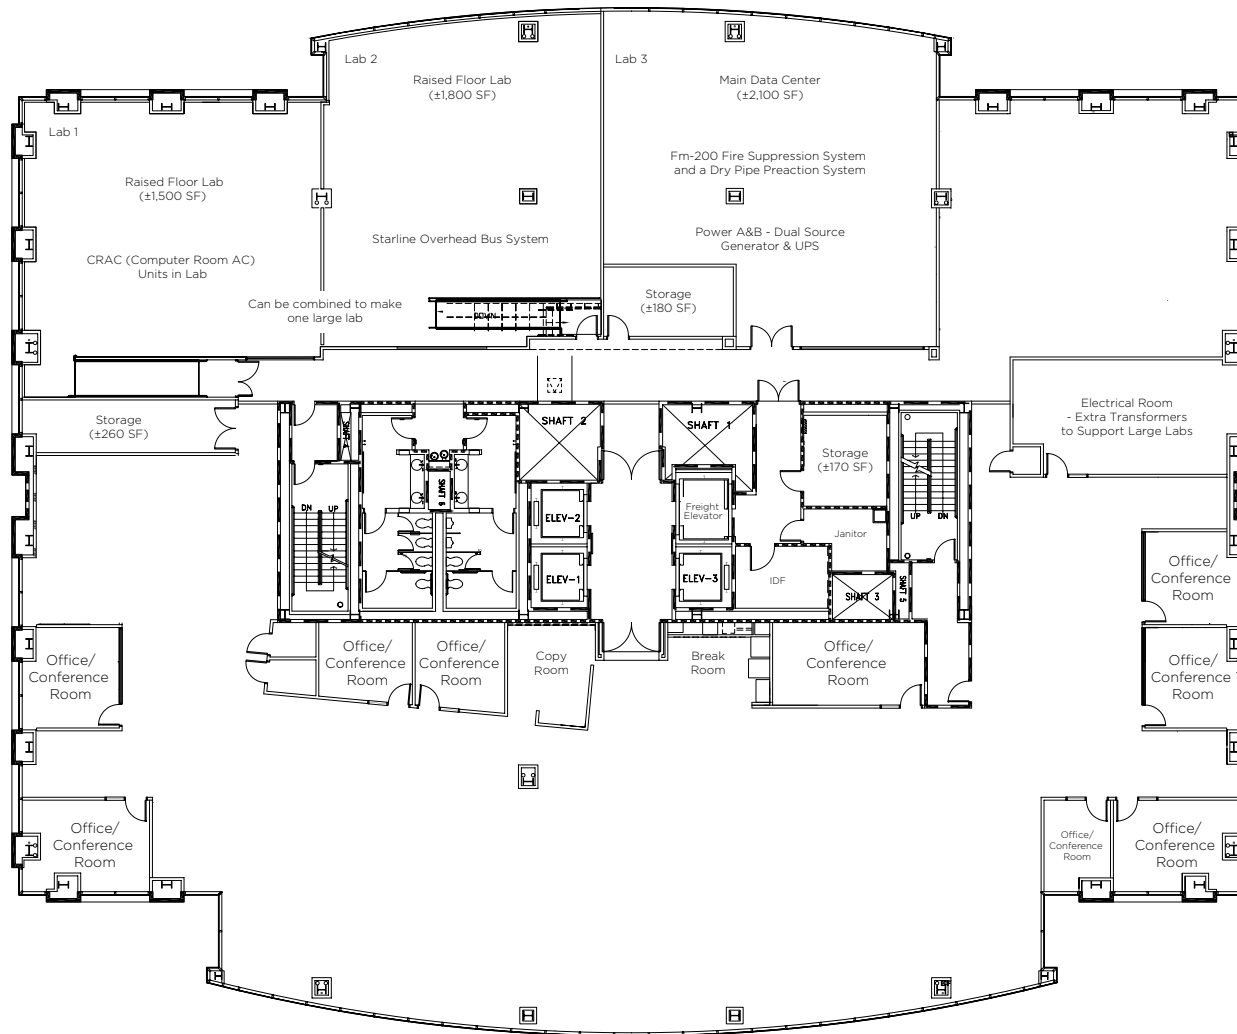 Lab 2
Raised Floor Lab
(±1,800 SF)
Starline Overhead Bus System
Lab 3
Main Data Center
(±2,100 SF)
Fm-200 Fire Suppression System
and a Dry Pipe Preaction System
Power A&B - Dual Source
Generator & UPS
Lab 1
Raised Floor Lab
(±1,500 SF)
CRAC (Computer Room AC)
Units in Lab
Can be combined to make
one large lab
DOWN
Storage
(±180 SF)
Storage
(±260 SF)
Electrical Room
- Extra Transformers
to Support Large Labs
SHAFT 4
SHAFT 2
SHAFT 1
Storage
(±170 SF)
SHAFT 6
DN UP
ELEV-2
ELEV-1
Freight
Elevator
ELEV-3
Janitor
IDF
SHAFT 3
SHAFT 5
UP DN
Office/
Conference
Room
Office/
Conference
Room
Office/
Conference
Room
Office/
Conference
Room
Copy
Room
Break
Room
Office/
Conference
Room
Office/
Conference
Room
Office/
Conference
Room
Office/
Conference
Room
Office/
Conference
Room